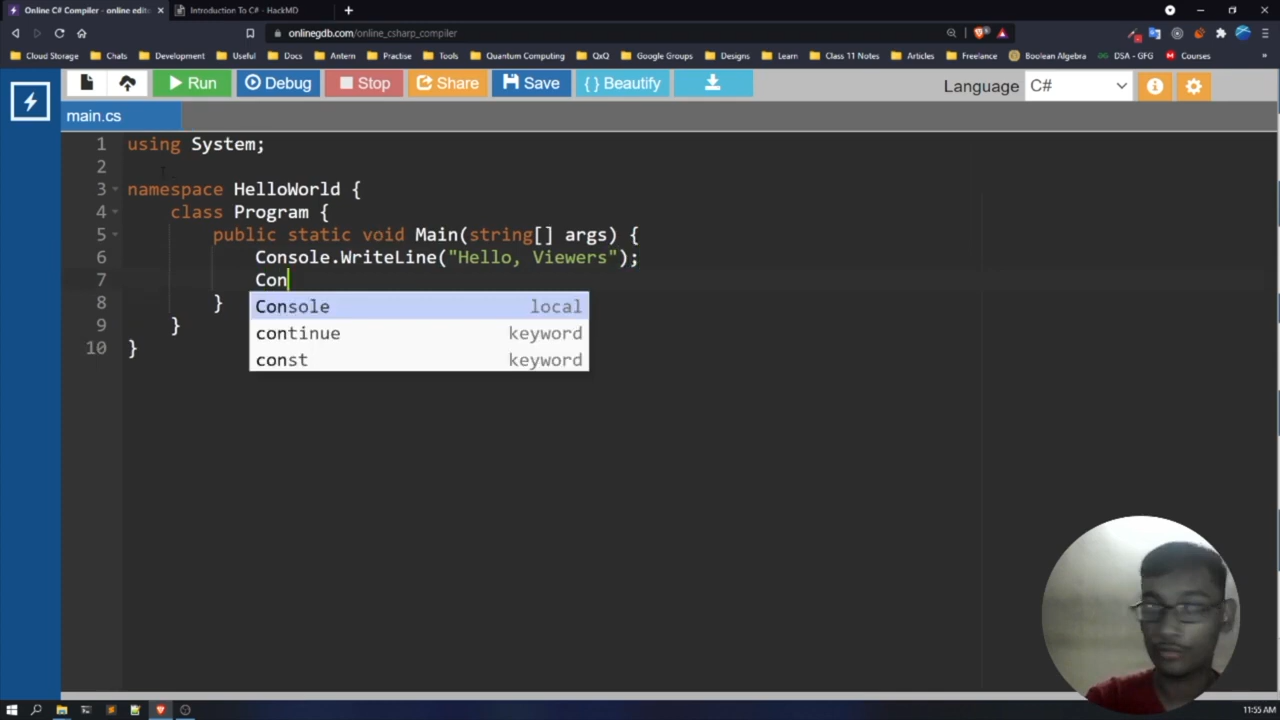 Online C# Compiler - online edit
Introduction To C# - HackMD
onlinegdb.com/online_csharp_compiler
Cloud Storage Chats Development Useful Docs Antern Practise Tools Quantum Computing QxQ Google Groups Designs Learn Class 11 Notes Articles Freelance Boolean Algebra DSA - GFG Courses »
Run Debug Stop Share Save { } Beautify Language C#
main.cs
1 using System;
2
3 namespace HelloWorld {
4 class Program {
5 public static void Main(string[] args) {
6 Console.WriteLine("Hello, Viewers");
7 Con
8 }
Console local
9 }
continue keyword
10 }
const keyword
11:55 AM